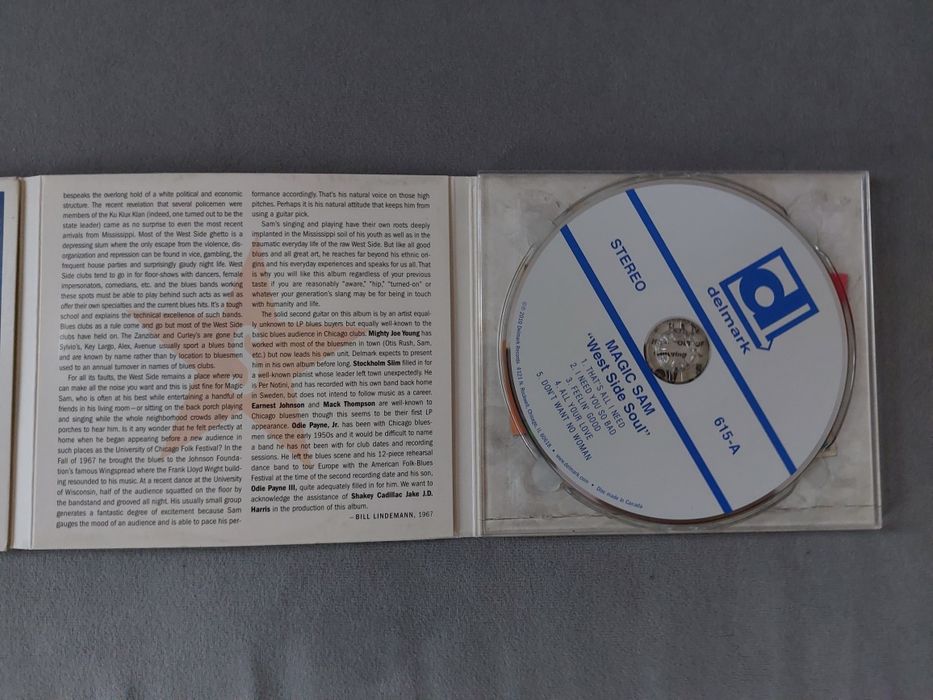 bespeaks the overlong hold of a white political and economic
structure. The recent revelation that several policemen were
members of the Ku Klux Klan (indeed, one turned out to be the
state leader) came as no surprise to even the most recent
arrivals from Mississippi. Most of the West Side ghetto is a
depressing slum where the only escape from the violence, dis-
organization and repression can be found in vice, gambling, the
frequent house parties and surprisingly gaudy night life. West
Side clubs tend to go in for floor-shows with dancers, female
impersonators, comedians, etc. and the blues bands working
these spots must be able to play behind such acts as well as
offer their own specialties and the current blues hits. It's a tough
school and explains the technical excellence of such bands.
Blues clubs as a rule come and go but most of the West Side
clubs have held on. The Zanzibar and Curley's are gone but
Sylvio's, Key Largo, Alex, Avenue usually sport a blues band
and are known by name rather than by location to bluesmen
used to an annual turnover in names of blues clubs.
For all its faults, the West Side remains a place where you
can make all the noise you want and this is just fine for Magic
Sam, who is often at his best while entertaining a handful of
friends in his living room—or sitting on the back porch playing
and singing while the whole neighborhood crowds alley and
porches to hear him. Is it any wonder that he felt perfectly at
home when he began appearing before a new audience in
such places as the University of Chicago Folk Festival? In the
Fall of 1967 he brought the blues to the Johnson Founda-
tion's famous Wingspread where the Frank Lloyd Wright build-
ing resounded to his music. At a recent dance at the University
of Wisconsin, half of the audience squatted on the floor by
the bandstand and grooved all night. His usually small group
generates a fantastic degree of excitement because Sam
gauges the mood of an audience and is able to pace his per-
formance accordingly. That's his natural voice on those high
pitches. Perhaps it is his natural attitude that keeps him from
using a guitar pick.
Sam's singing and playing have their own roots deeply
implanted in the Mississippi soil of his youth as well as in the
traumatic everyday life of the raw West Side. But like all good
blues and all great art, he reaches far beyond his ethnic ori-
gins and his everyday experiences and speaks for us all. That
is why you will like this album regardless of your previous
taste if you are reasonably "aware," "hip," "turned-on" or
whatever your generation's slang may be for being in touch
with humanity and life.
The solid second guitar on this album is by an artist equal-
ly unknown to LP blues buyers but equally well-known to the
basic blues audience in Chicago clubs. Mighty Joe Young has
worked with most of the bluesmen in town (Otis Rush, Sam,
etc.) but now leads his own unit. Delmark expects to present
him in his own album before long. Stockholm Slim filled in for
a well-known pianist whose leader left town unexpectedly. He
is Per Notini, and has recorded with his own band back home
in Sweden, but does not intend to follow music as a career.
Earnest Johnson and Mack Thompson are well-known to
Chicago bluesmen though this seems to be their first LP
appearance. Odie Payne, Jr. has been with Chicago blues-
men since the early 1950s and it would be difficult to name
a band he has not been with for club dates and recording
sessions. He left the blues scene and his 12-piece rehearsal
dance band to tour Europe with the American Folk-Blues
Festival at the time of the second recording date and his son,
Odie Payne III, quite adequately filled in for him. We want to
acknowledge the assistance of Shakey Cadillac Jake J.D.
Harris in the production of this album.
—BILL LINDEMANN, 1967
STEREO
d
delmark
MAGIC SAM
"West Side Soul"
1. THAT'S ALL I NEED
2. I NEED YOU SO BAD
3. FEELIN' GOOD
4. ALL YOUR LOVE
5. DON'T WANT NO WOMAN
615-A
Delmark Records, 4121 N. Rockwell, Chicago, IL 60618 • www.delmark.com • Disc made in Canada